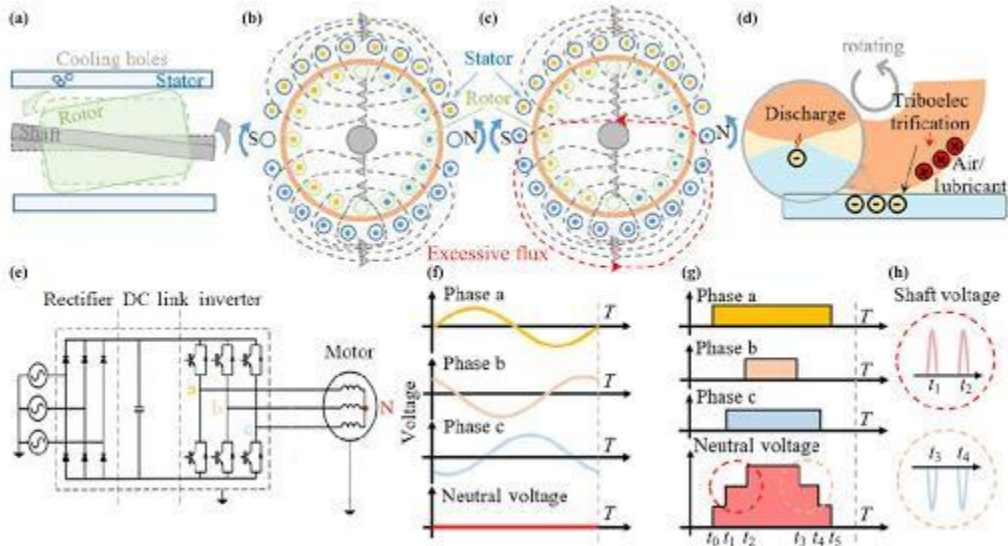 (a)
Cooling holes
Stator
Rotor
Shaft
(b)
S
N
Stator
Rotor
(c)
S
N
Excessive flux
(d)
rotating
Discharge
Triboelec
trification
Air/
lubricant
(e)
Rectifier DC link inverter
a
b
c
Motor
N
(f)
Voltage
Phase a
T
Phase b
T
Phase c
T
Neutral voltage
T
(g)
Phase a
T
Phase b
Phase c
Neutral voltage
T
t0 t1 t2 t3 t4 t5
(h)
Shaft voltage
t1 t2
t3 t4